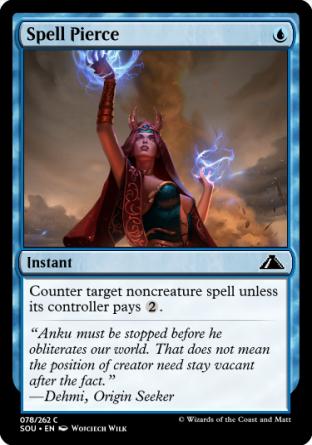 Spell Pierce
Instant
Counter target noncreature spell unless
its controller pays 2.
“Anku must be stopped before he
obliterates our world. That does not mean
the position of creator need stay vacant
after the fact.”
—Dehmi, Origin Seeker
078/262 C
SOU • EN Wojciech Wilk
© Wizards of the Coast and Matt